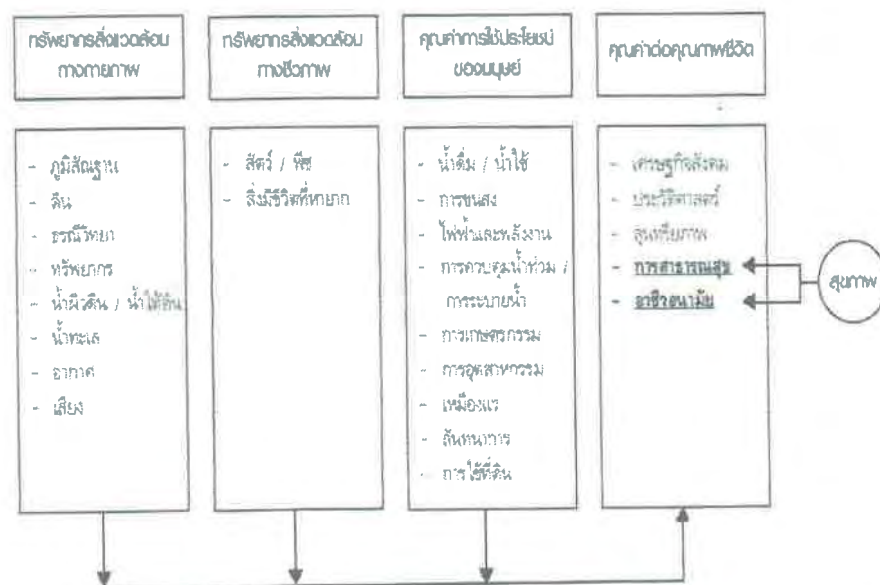 ทรัพยากรสิ่งแวดล้อม
ทางกายภาพ
ทรัพยากรสิ่งแวดล้อม
ทางชีวภาพ
คุณค่าการใช้ประโยชน์
ของมนุษย์
คุณค่าต่อคุณภาพชีวิต
- ภูมิสัณฐาน
- ดิน
- ธรณีวิทยา
- ทรัพยากร
- น้ำผิวดิน / น้ำใต้ดิน
- น้ำทะเล
- อากาศ
- เสียง
- สัตว์ / พืช
- สิ่งมีชีวิตที่หายาก
- น้ำดื่ม / น้ำใช้
- การขนส่ง
- ไฟฟ้าและพลังงาน
- การควบคุมน้ำท่วม /
การระบายน้ำ
- การเกษตรกรรม
- การอุตสาหกรรม
- เหมืองแร่
- สันทนาการ
- การใช้ที่ดิน
- เศรษฐกิจสังคม
- ประวัติศาสตร์
- สุนทรียภาพ
- การสาธารณสุข
- อาชีวอนามัย
สุขภาพ